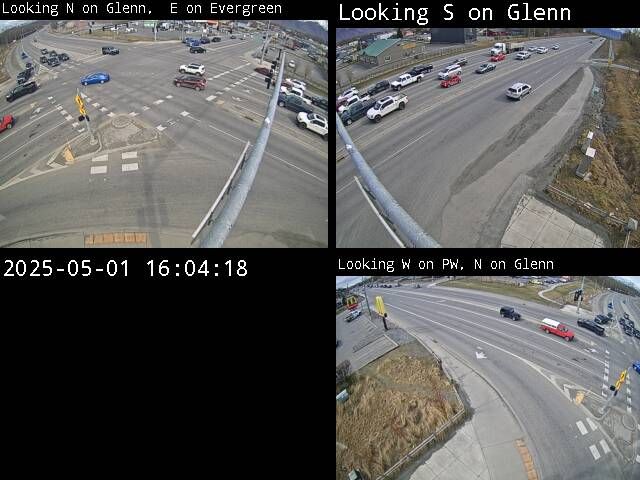 Looking N on Glenn,  E on Evergreen
Looking S on Glenn
2025-05-01 16:04:18
Looking W on PW, N on Glenn